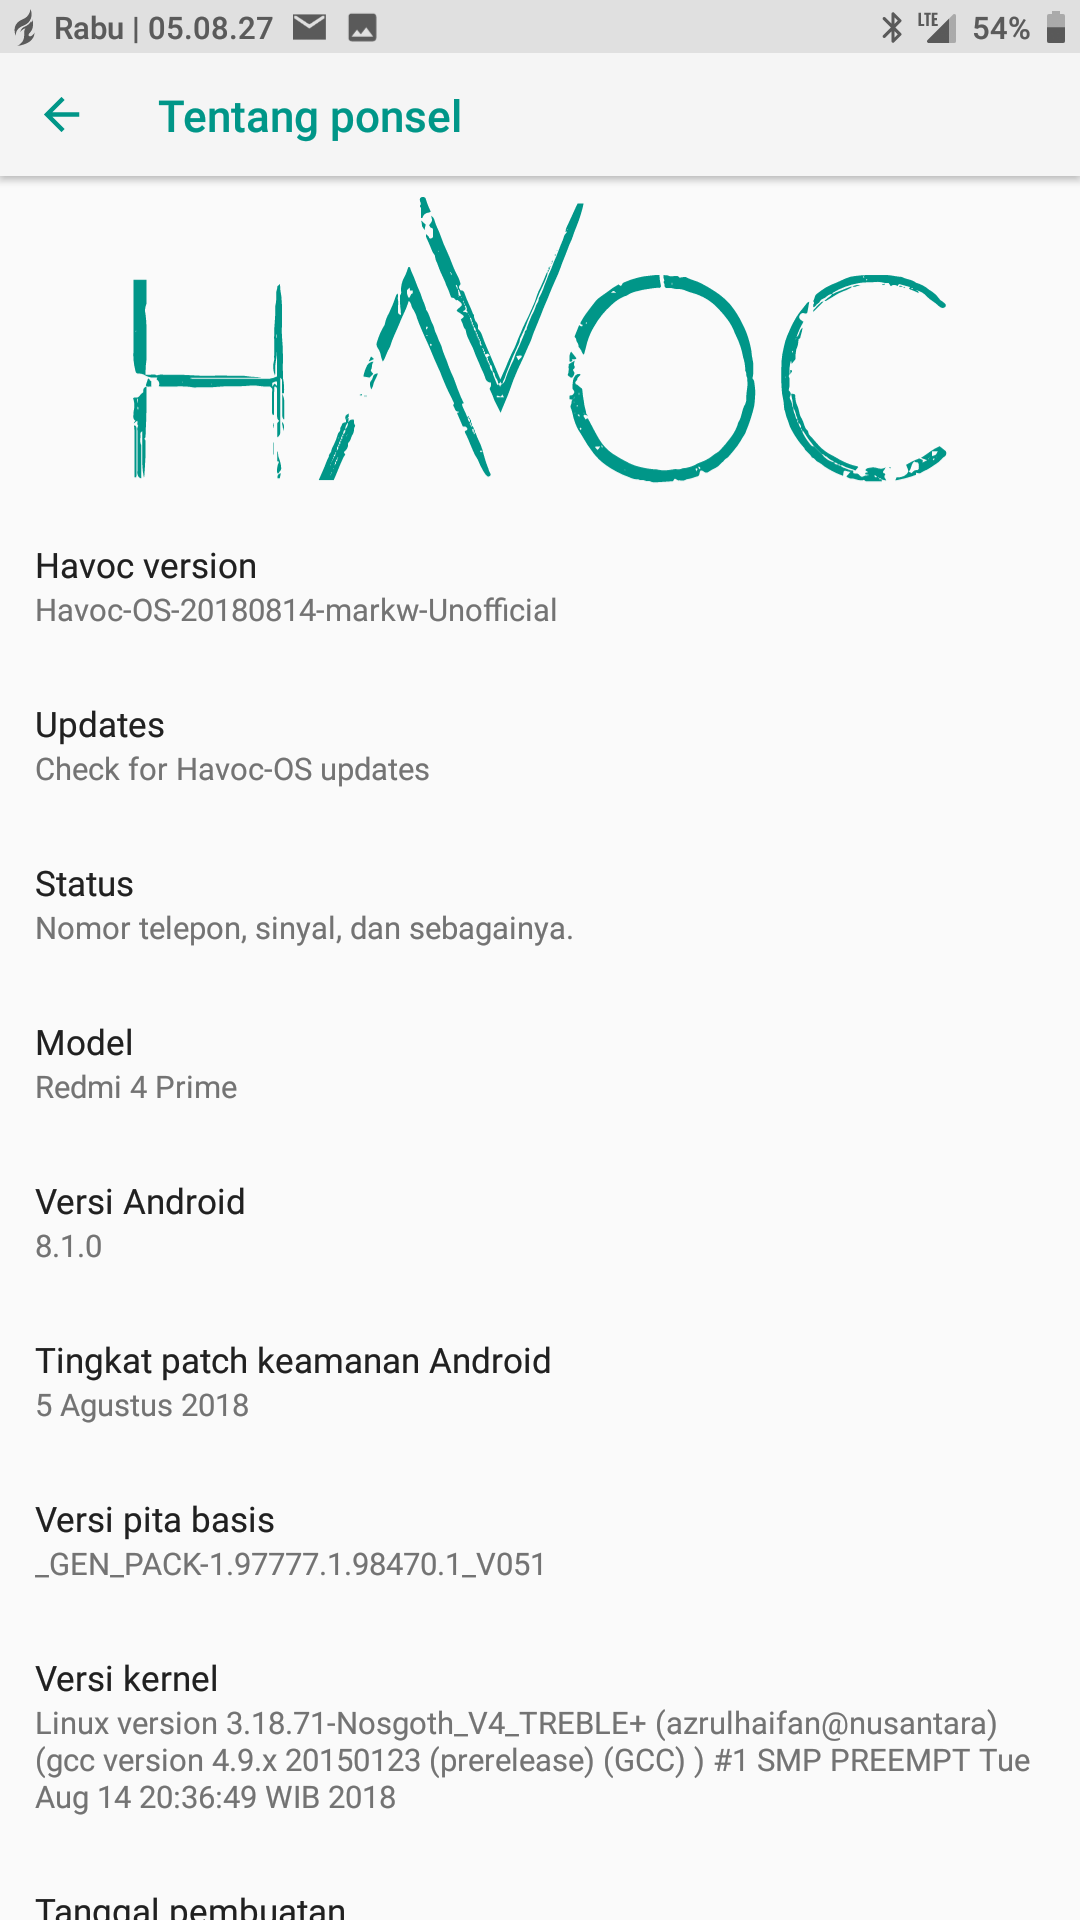 Rabu | 05.08.27 LTE 54%
Tentang ponsel
HAVOC
Havoc version
Havoc-OS-20180814-markw-Unofficial
Updates
Check for Havoc-OS updates
Status
Nomor telepon, sinyal, dan sebagainya.
Model
Redmi 4 Prime
Versi Android
8.1.0
Tingkat patch keamanan Android
5 Agustus 2018
Versi pita basis
_GEN_PACK-1.97777.1.98470.1_V051
Versi kernel
Linux version 3.18.71-Nosgoth_V4_TREBLE+ (azrulhaifan@nusantara)
(gcc version 4.9.x 20150123 (prerelease) (GCC) ) #1 SMP PREEMPT Tue
Aug 14 20:36:49 WIB 2018
Tanggal pembuatan